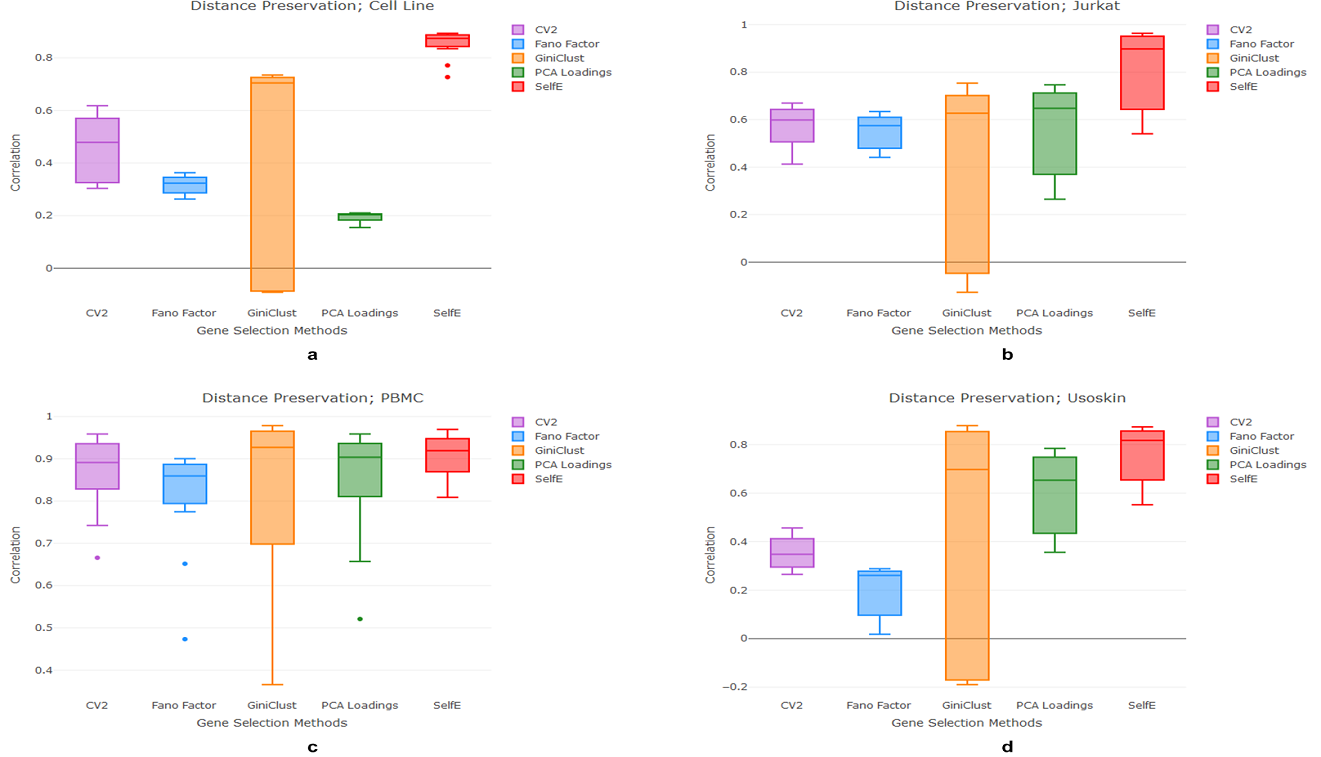 Distance Preservation; Cell Line
CV2
Fano Factor
GiniClust
PCA Loadings
SelfE
0.8
0.6
0.4
0.2
0
Correlation
CV2 Fano Factor GiniClust PCA Loadings SelfE
Gene Selection Methods
a
Distance Preservation; Jurkat
CV2
Fano Factor
GiniClust
PCA Loadings
SelfE
1
0.8
0.6
0.4
0.2
0
Correlation
CV2 Fano Factor GiniClust PCA Loadings SelfE
Gene Selection Methods
b
Distance Preservation; PBMC
CV2
Fano Factor
GiniClust
PCA Loadings
SelfE
1
0.9
0.8
0.7
0.6
0.5
0.4
Correlation
CV2 Fano Factor GiniClust PCA Loadings SelfE
Gene Selection Methods
c
Distance Preservation; Usoskin
CV2
Fano Factor
GiniClust
PCA Loadings
SelfE
0.8
0.6
0.4
0.2
0
−0.2
Correlation
CV2 Fano Factor GiniClust PCA Loadings SelfE
Gene Selection Methods
d